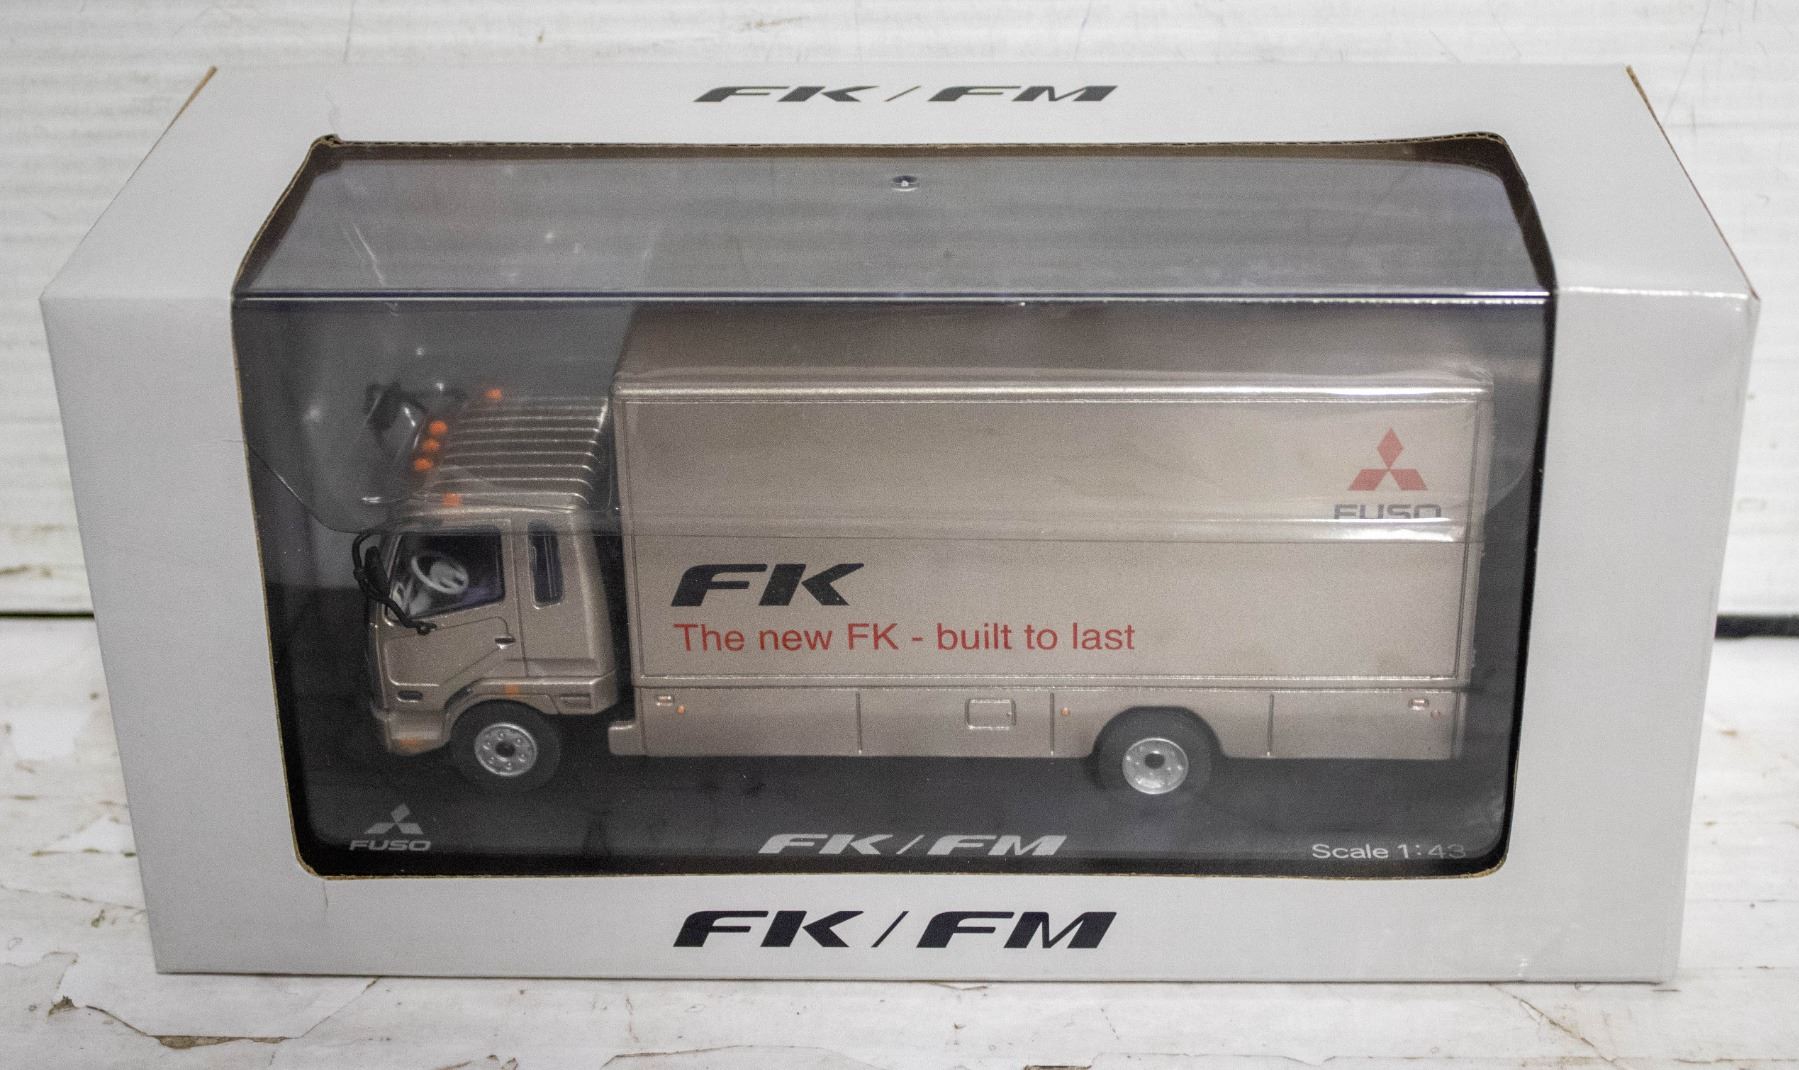 FK/FM
FUSO
FK
The new FK - built to last
FUSO
FK/FM
Scale 1:43
FK/FM